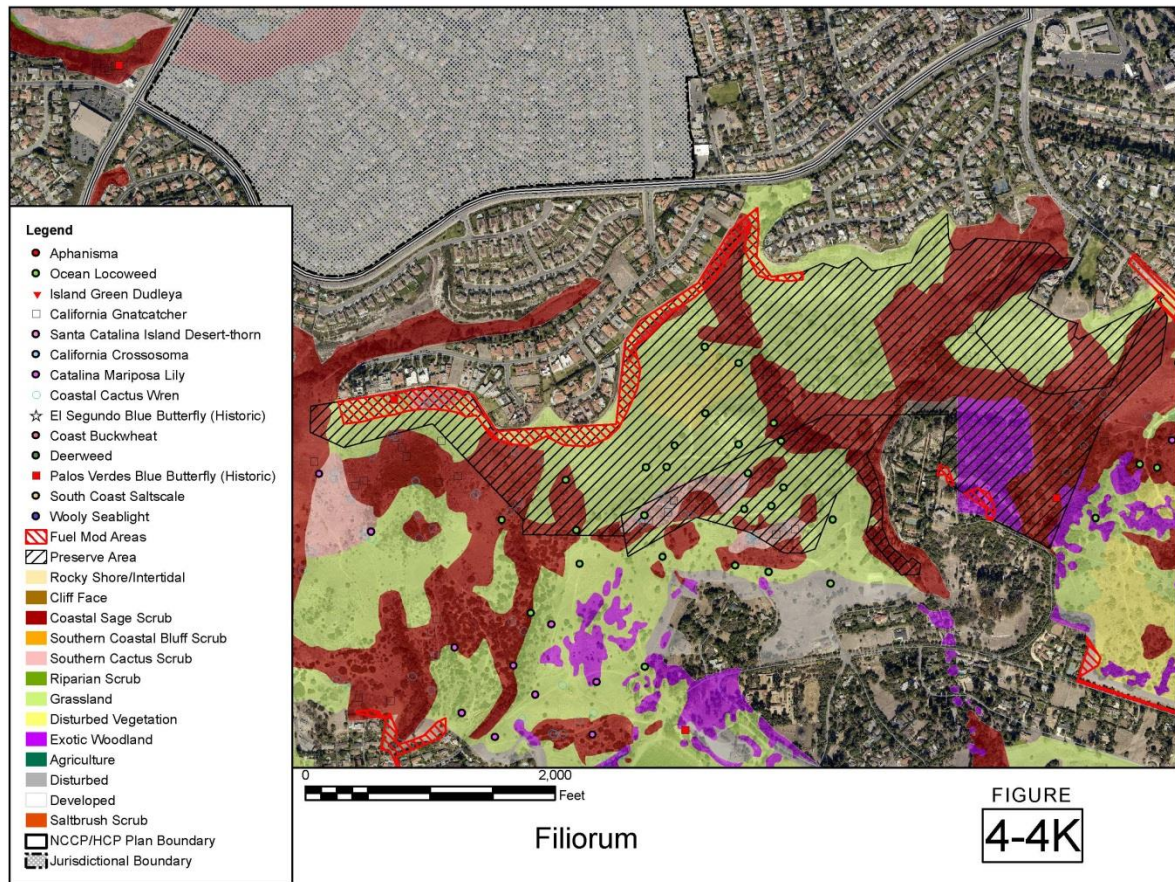 Legend
Aphanisma
Ocean Locoweed
Island Green Dudleya
California Gnatcatcher
Santa Catalina Island Desert-thorn
California Crossosoma
Catalina Mariposa Lily
Coastal Cactus Wren
El Segundo Blue Butterfly (Historic)
Coast Buckwheat
Deerweed
Palos Verdes Blue Butterfly (Historic)
South Coast Saltscale
Wooly Seablight
Fuel Mod Areas
Preserve Area
Rocky Shore/Intertidal
Cliff Face
Coastal Sage Scrub
Southern Coastal Bluff Scrub
Southern Cactus Scrub
Riparian Scrub
Grassland
Disturbed Vegetation
Exotic Woodland
Agriculture
Disturbed
Developed
Saltbrush Scrub
NCCP/HCP Plan Boundary
Jurisdictional Boundary
0 2,000
Feet
Filiorum
FIGURE
4-4K